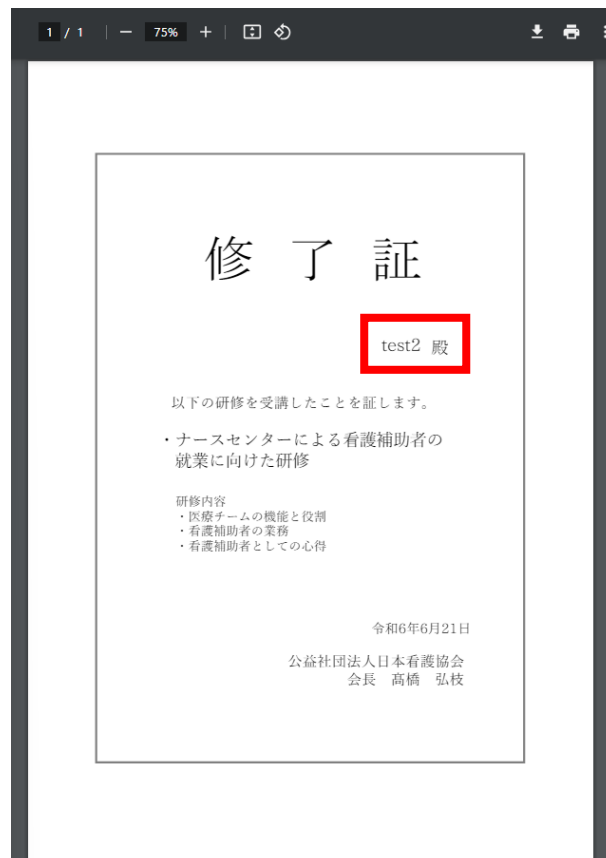 1 / 1 75%
修了証
test2 殿
以下の研修を受講したことを証します。
・ナースセンターによる看護補助者の
就業に向けた研修
研修内容
・医療チームの機能と役割
・看護補助者の業務
・看護補助者としての心得
令和6年6月21日
公益社団法人日本看護協会
会長 髙橋 弘枝